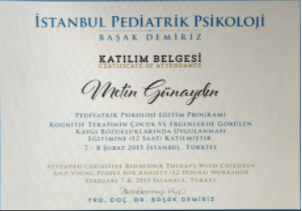 İSTANBUL PEDİATRİK PSİKOLOJİ
BAŞAK DEMİRİZ
KATILIM BELGESİ
CERTIFICATE OF ATTENDANCE
Metin Günaydın
PEDİYATRİK PSİKOLOJİ EĞİTİM PROGRAMI
KOGNİTİF TERAPİNİN ÇOCUK VE ERGENLERDE GÖRÜLEN
KAYGI BOZUKLUKLARINDA UYGULANMASI
EĞİTİMİNE (12 SAAT) KATILMIŞTIR.
7 – 8 ŞUBAT 2015 İSTANBUL, TÜRKİYE
ATTENDED COGNITIVE BEHAVIOUR THERAPY WITH CHILDREN
AND YOUNG PEOPLE FOR ANXIETY (12 HOURS) WORKSHOP
FEBRUARY 7-8, 2015 İSTANBUL, TURKEY
YRD. DOÇ. DR. BAŞAK DEMİRİZ